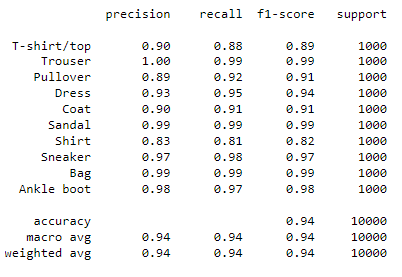 precision recall f1-score support
T-shirt/top 0.90 0.88 0.89 1000
Trouser 1.00 0.99 0.99 1000
Pullover 0.89 0.92 0.91 1000
Dress 0.93 0.95 0.94 1000
Coat 0.90 0.91 0.91 1000
Sandal 0.99 0.99 0.99 1000
Shirt 0.83 0.81 0.82 1000
Sneaker 0.97 0.98 0.97 1000
Bag 0.99 0.99 0.99 1000
Ankle boot 0.98 0.97 0.98 1000
accuracy 0.94 10000
macro avg 0.94 0.94 0.94 10000
weighted avg 0.94 0.94 0.94 10000